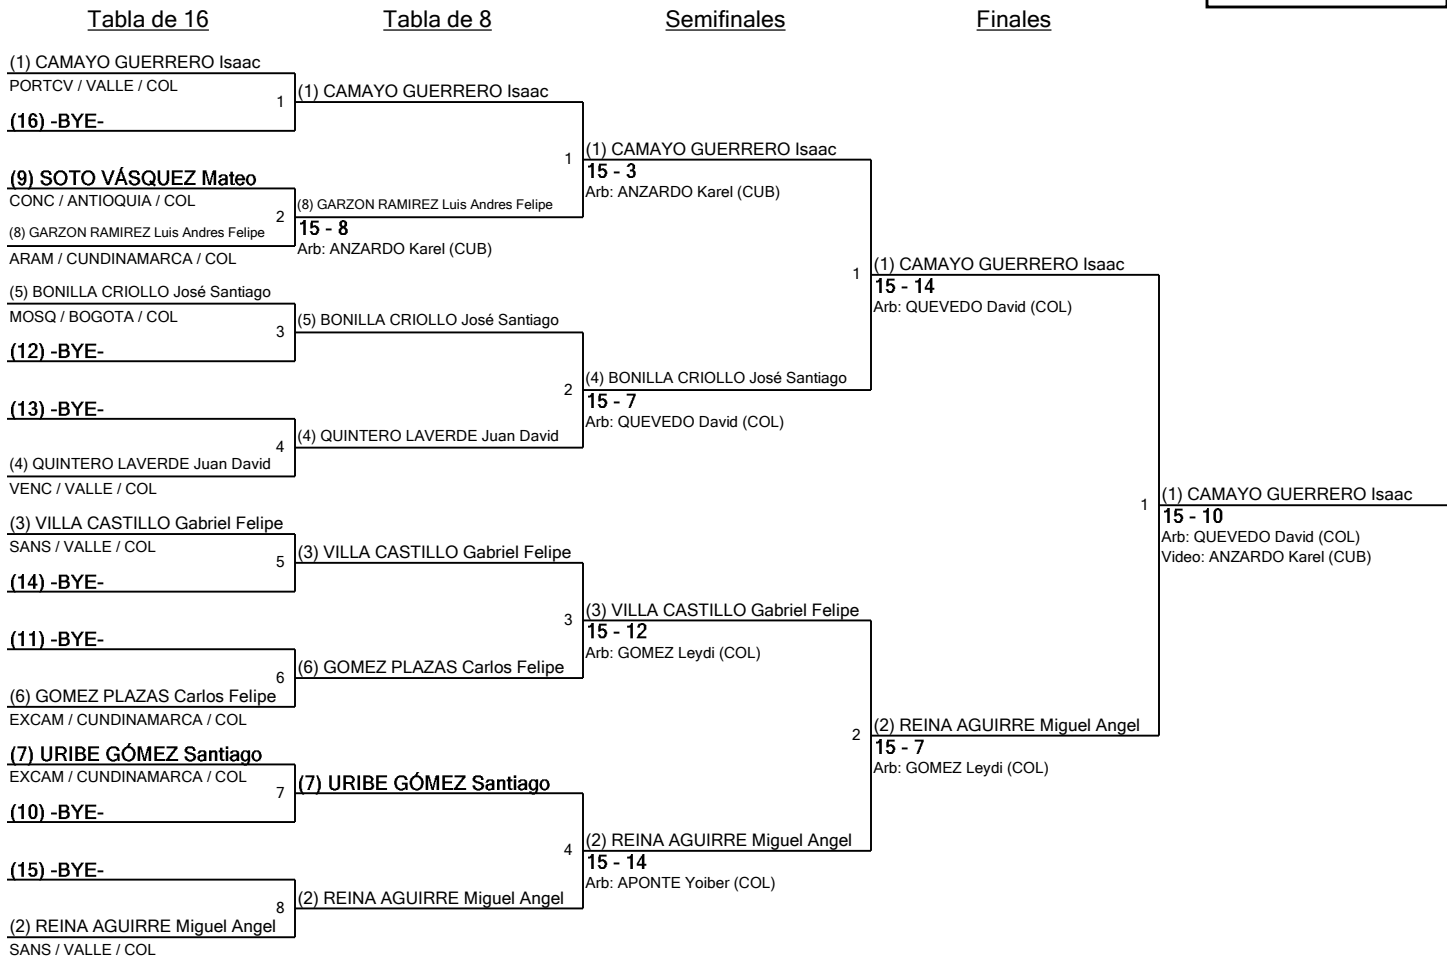 Tabla de 16
Tabla de 8
Semifinales
Finales
(1) CAMAYO GUERRERO Isaac
PORTCV / VALLE / COL
1
(16) -BYE-
(9) SOTO VÁSQUEZ Mateo
CONC / ANTIOQUIA / COL
2
(8) GARZON RAMIREZ Luis Andres Felipe
ARAM / CUNDINAMARCA / COL
(5) BONILLA CRIOLLO José Santiago
MOSQ / BOGOTA / COL
3
(12) -BYE-
(13) -BYE-
4
(4) QUINTERO LAVERDE Juan David
VENC / VALLE / COL
(3) VILLA CASTILLO Gabriel Felipe
SANS / VALLE / COL
5
(14) -BYE-
(11) -BYE-
6
(6) GOMEZ PLAZAS Carlos Felipe
EXCAM / CUNDINAMARCA / COL
(7) URIBE GÓMEZ Santiago
EXCAM / CUNDINAMARCA / COL
7
(10) -BYE-
(15) -BYE-
8
(2) REINA AGUIRRE Miguel Angel
SANS / VALLE / COL
(1) CAMAYO GUERRERO Isaac
1
(8) GARZON RAMIREZ Luis Andres Felipe
15 - 8
Arb: ANZARDO Karel (CUB)
(5) BONILLA CRIOLLO José Santiago
2
(4) QUINTERO LAVERDE Juan David
(3) VILLA CASTILLO Gabriel Felipe
3
(6) GOMEZ PLAZAS Carlos Felipe
(7) URIBE GÓMEZ Santiago
4
(2) REINA AGUIRRE Miguel Angel
(1) CAMAYO GUERRERO Isaac
15 - 3
Arb: ANZARDO Karel (CUB)
1
(4) BONILLA CRIOLLO José Santiago
15 - 7
Arb: QUEVEDO David (COL)
(3) VILLA CASTILLO Gabriel Felipe
15 - 12
Arb: GOMEZ Leydi (COL)
2
(2) REINA AGUIRRE Miguel Angel
15 - 14
Arb: APONTE Yoiber (COL)
(1) CAMAYO GUERRERO Isaac
15 - 14
Arb: QUEVEDO David (COL)
1
(2) REINA AGUIRRE Miguel Angel
15 - 7
Arb: GOMEZ Leydi (COL)
(1) CAMAYO GUERRERO Isaac
15 - 10
Arb: QUEVEDO David (COL)
Video: ANZARDO Karel (CUB)